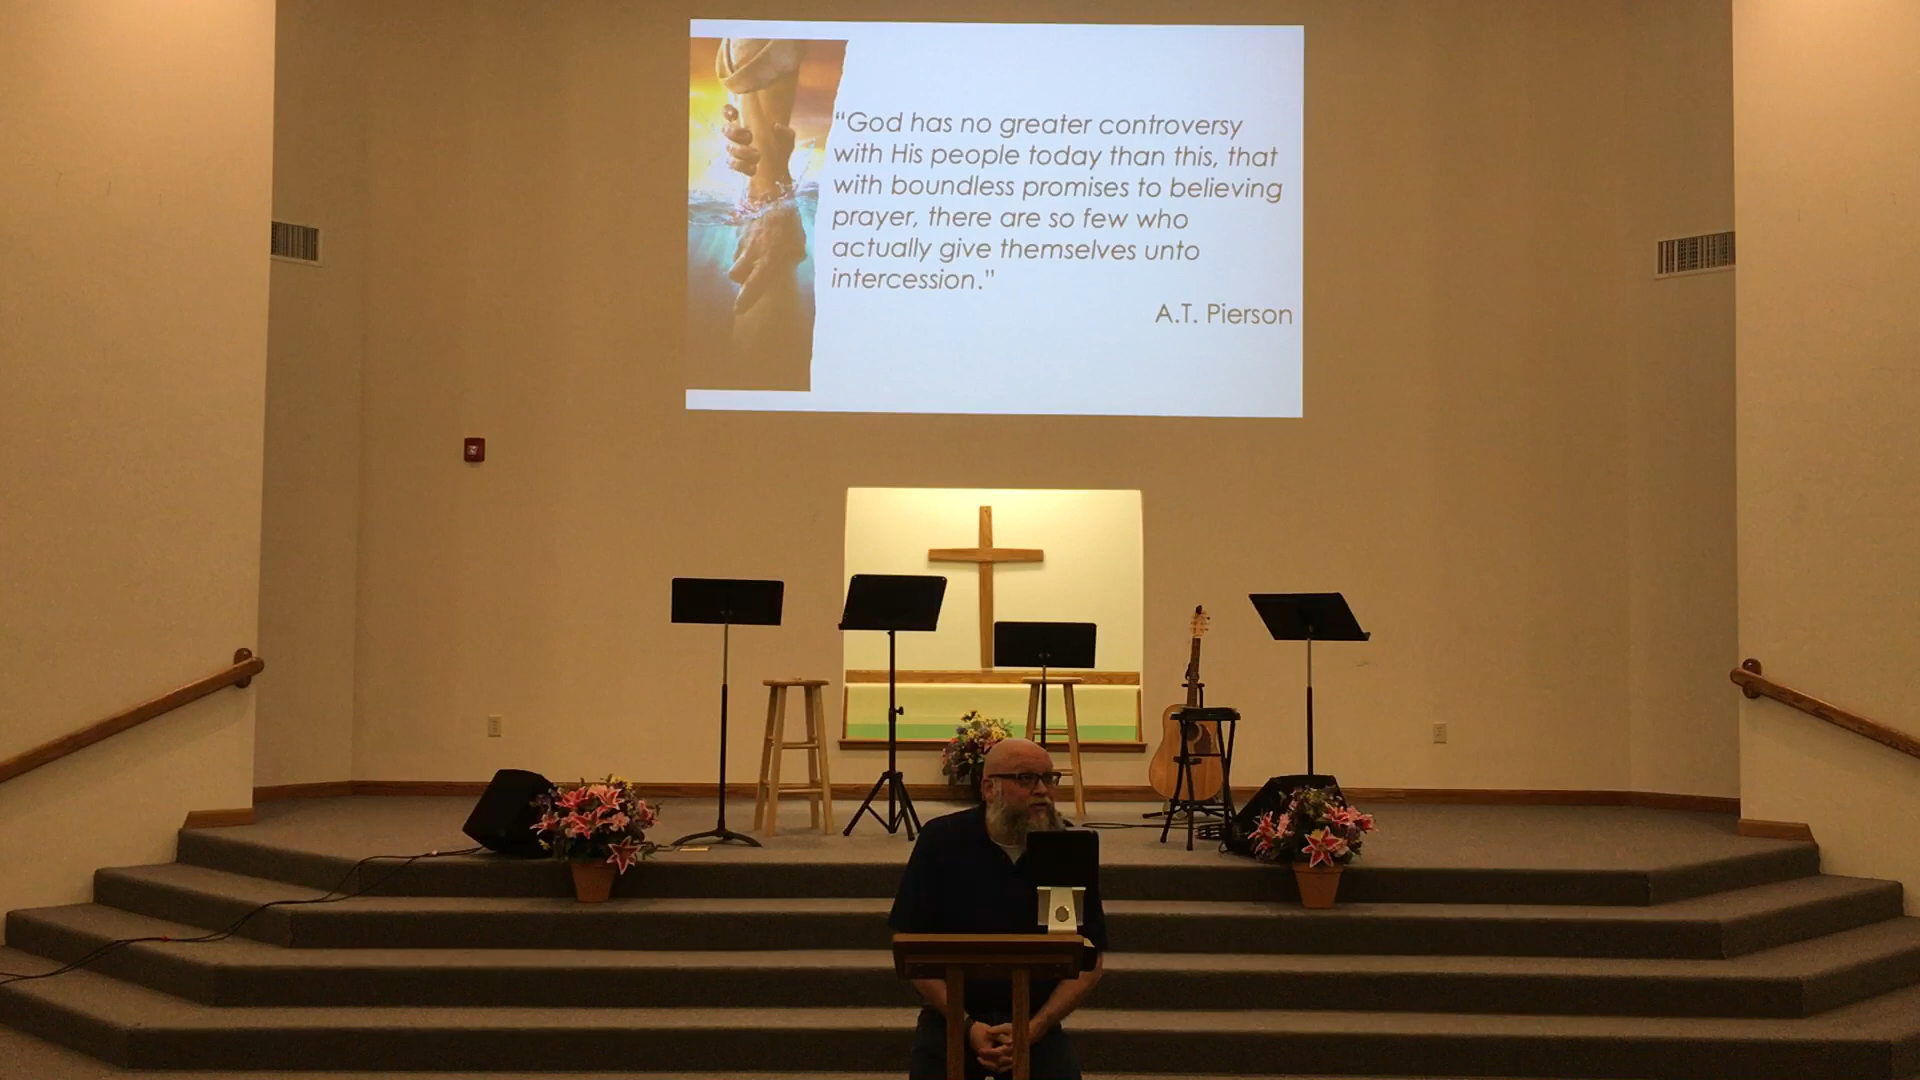 “God has no greater controversy
with His people today than this, that
with boundless promises to believing
prayer, there are so few who
actually give themselves unto
intercession.”
A.T. Pierson